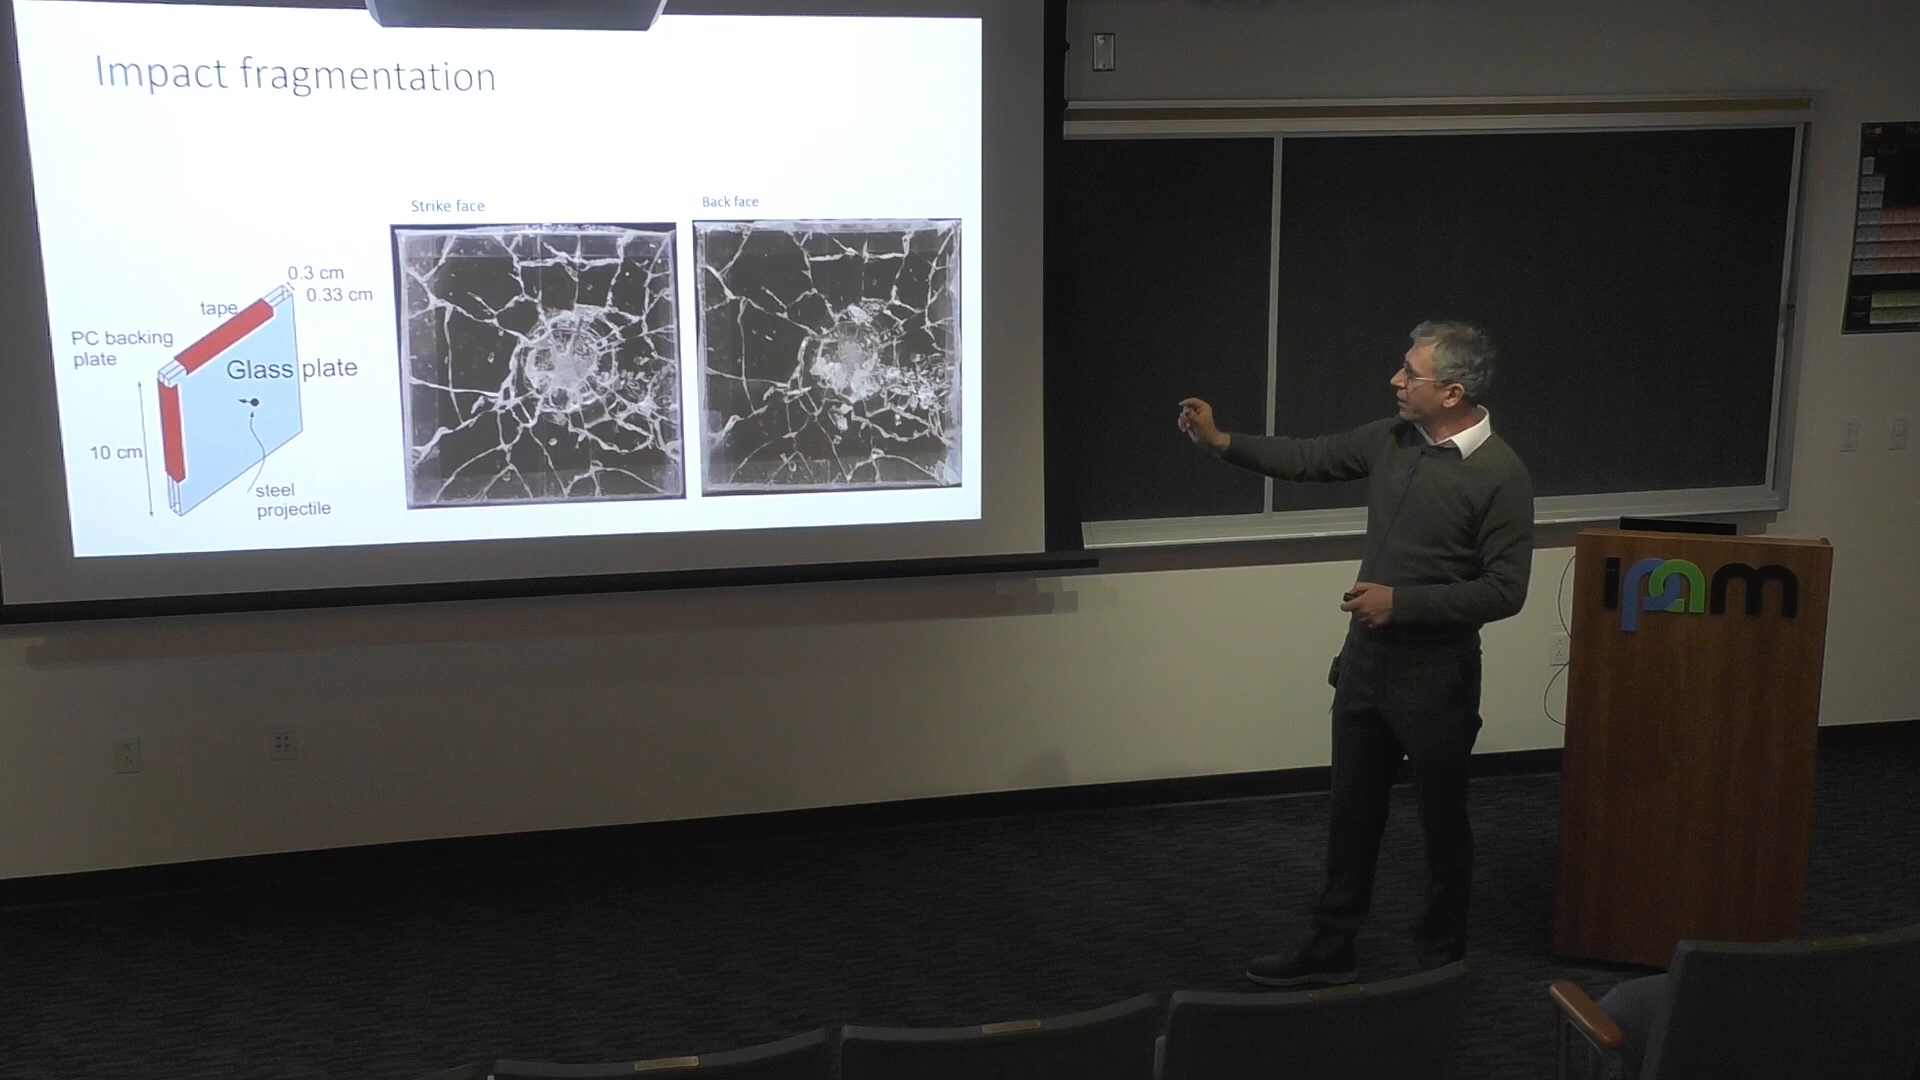 Impact fragmentation
Strike face
Back face
0.3 cm
0.33 cm
tape
PC backing
plate
Glass plate
10 cm
steel
projectile
ipam